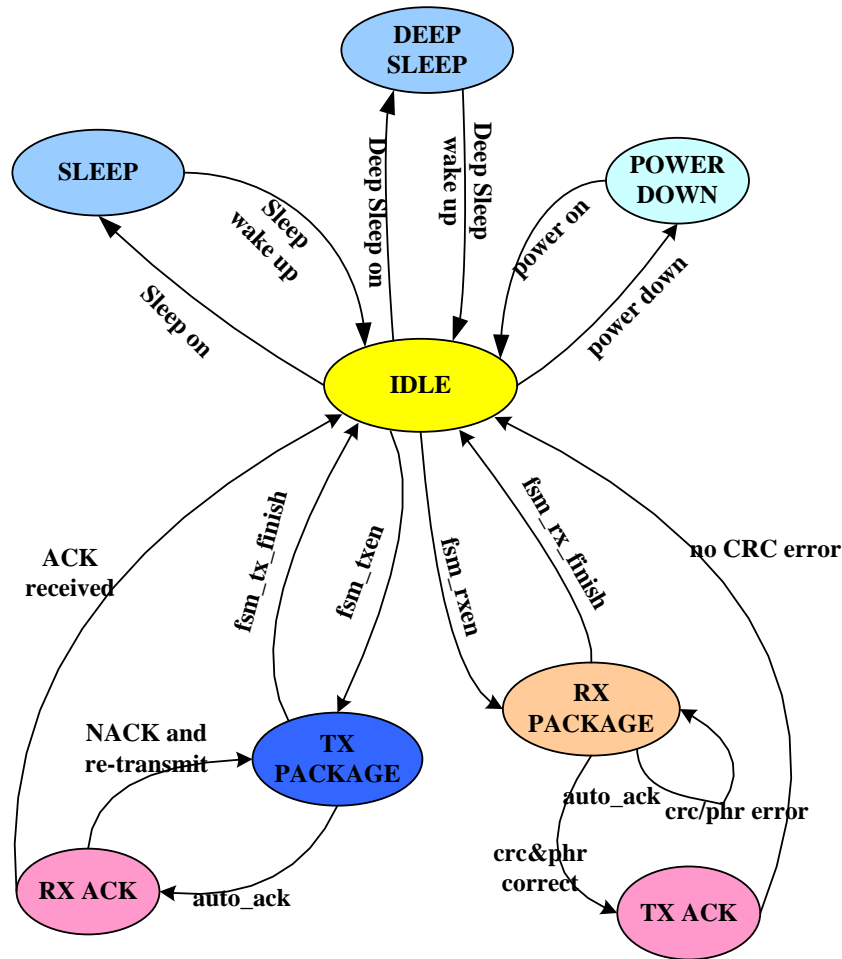 DEEP
SLEEP
SLEEP
POWER
DOWN
Sleep
wake up
Sleep on
Deep Sleep on
Deep Sleep
wake up
power on
power down
IDLE
ACK
received
fsm_tx_finish
fsm_txen
fsm_rxen
fsm_rx_finish
no CRC error
NACK and
re-transmit
TX
PACKAGE
RX
PACKAGE
auto_ack
crc/phr error
crc&phr
correct
RX ACK
auto_ack
TX ACK